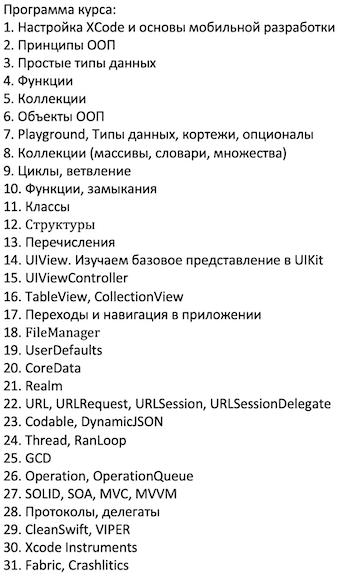 Программа курса:
1. Настройка XCode и основы мобильной разработки
2. Принципы ООП
3. Простые типы данных
4. Функции
5. Коллекции
6. Объекты ООП
7. Playground, Типы данных, кортежи, опционалы
8. Коллекции (массивы, словари, множества)
9. Циклы, ветвление
10. Функции, замыкания
11. Классы
12. Структуры
13. Перечисления
14. UIView. Изучаем базовое представление в UIKit
15. UIViewController
16. TableView, CollectionView
17. Переходы и навигация в приложении
18. FileManager
19. UserDefaults
20. CoreData
21. Realm
22. URL, URLRequest, URLSession, URLSessionDelegate
23. Codable, DynamicJSON
24. Thread, RanLoop
25. GCD
26. Operation, OperationQueue
27. SOLID, SOA, MVC, MVVM
28. Протоколы, делегаты
29. CleanSwift, VIPER
30. Xcode Instruments
31. Fabric, Crashlitics